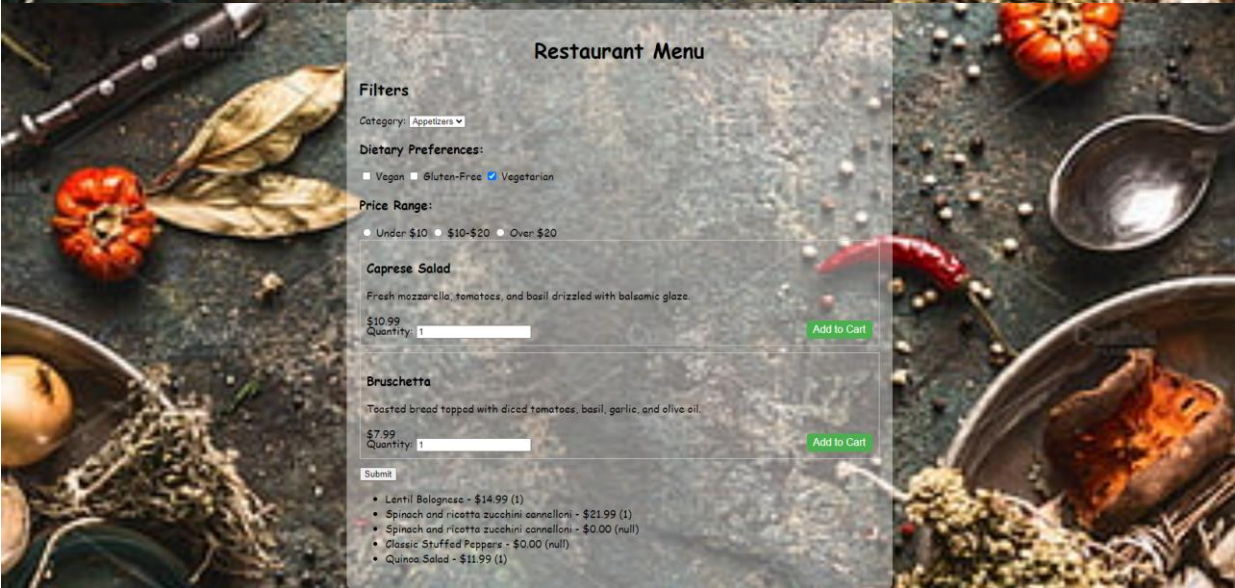 Restaurant Menu
Filters
Category: Appetizers
Dietary Preferences:
Vegan Gluten-Free Vegetarian
Price Range:
Under $10 $10-$20 Over $20
Caprese Salad
Fresh mozzarella, tomatoes, and basil drizzled with balsamic glaze.
$10.99
Quantity: 1 Add to Cart
Bruschetta
Toasted bread topped with diced tomatoes, basil, garlic, and olive oil.
$7.99
Quantity: 1 Add to Cart
Submit
Lentil Bolognese - $14.99 (1)
Spinach and ricotta zucchini cannelloni - $21.99 (1)
Spinach and ricotta zucchini cannelloni - $0.00 (null)
Classic Stuffed Peppers - $0.00 (null)
Quinoa Salad - $11.99 (1)